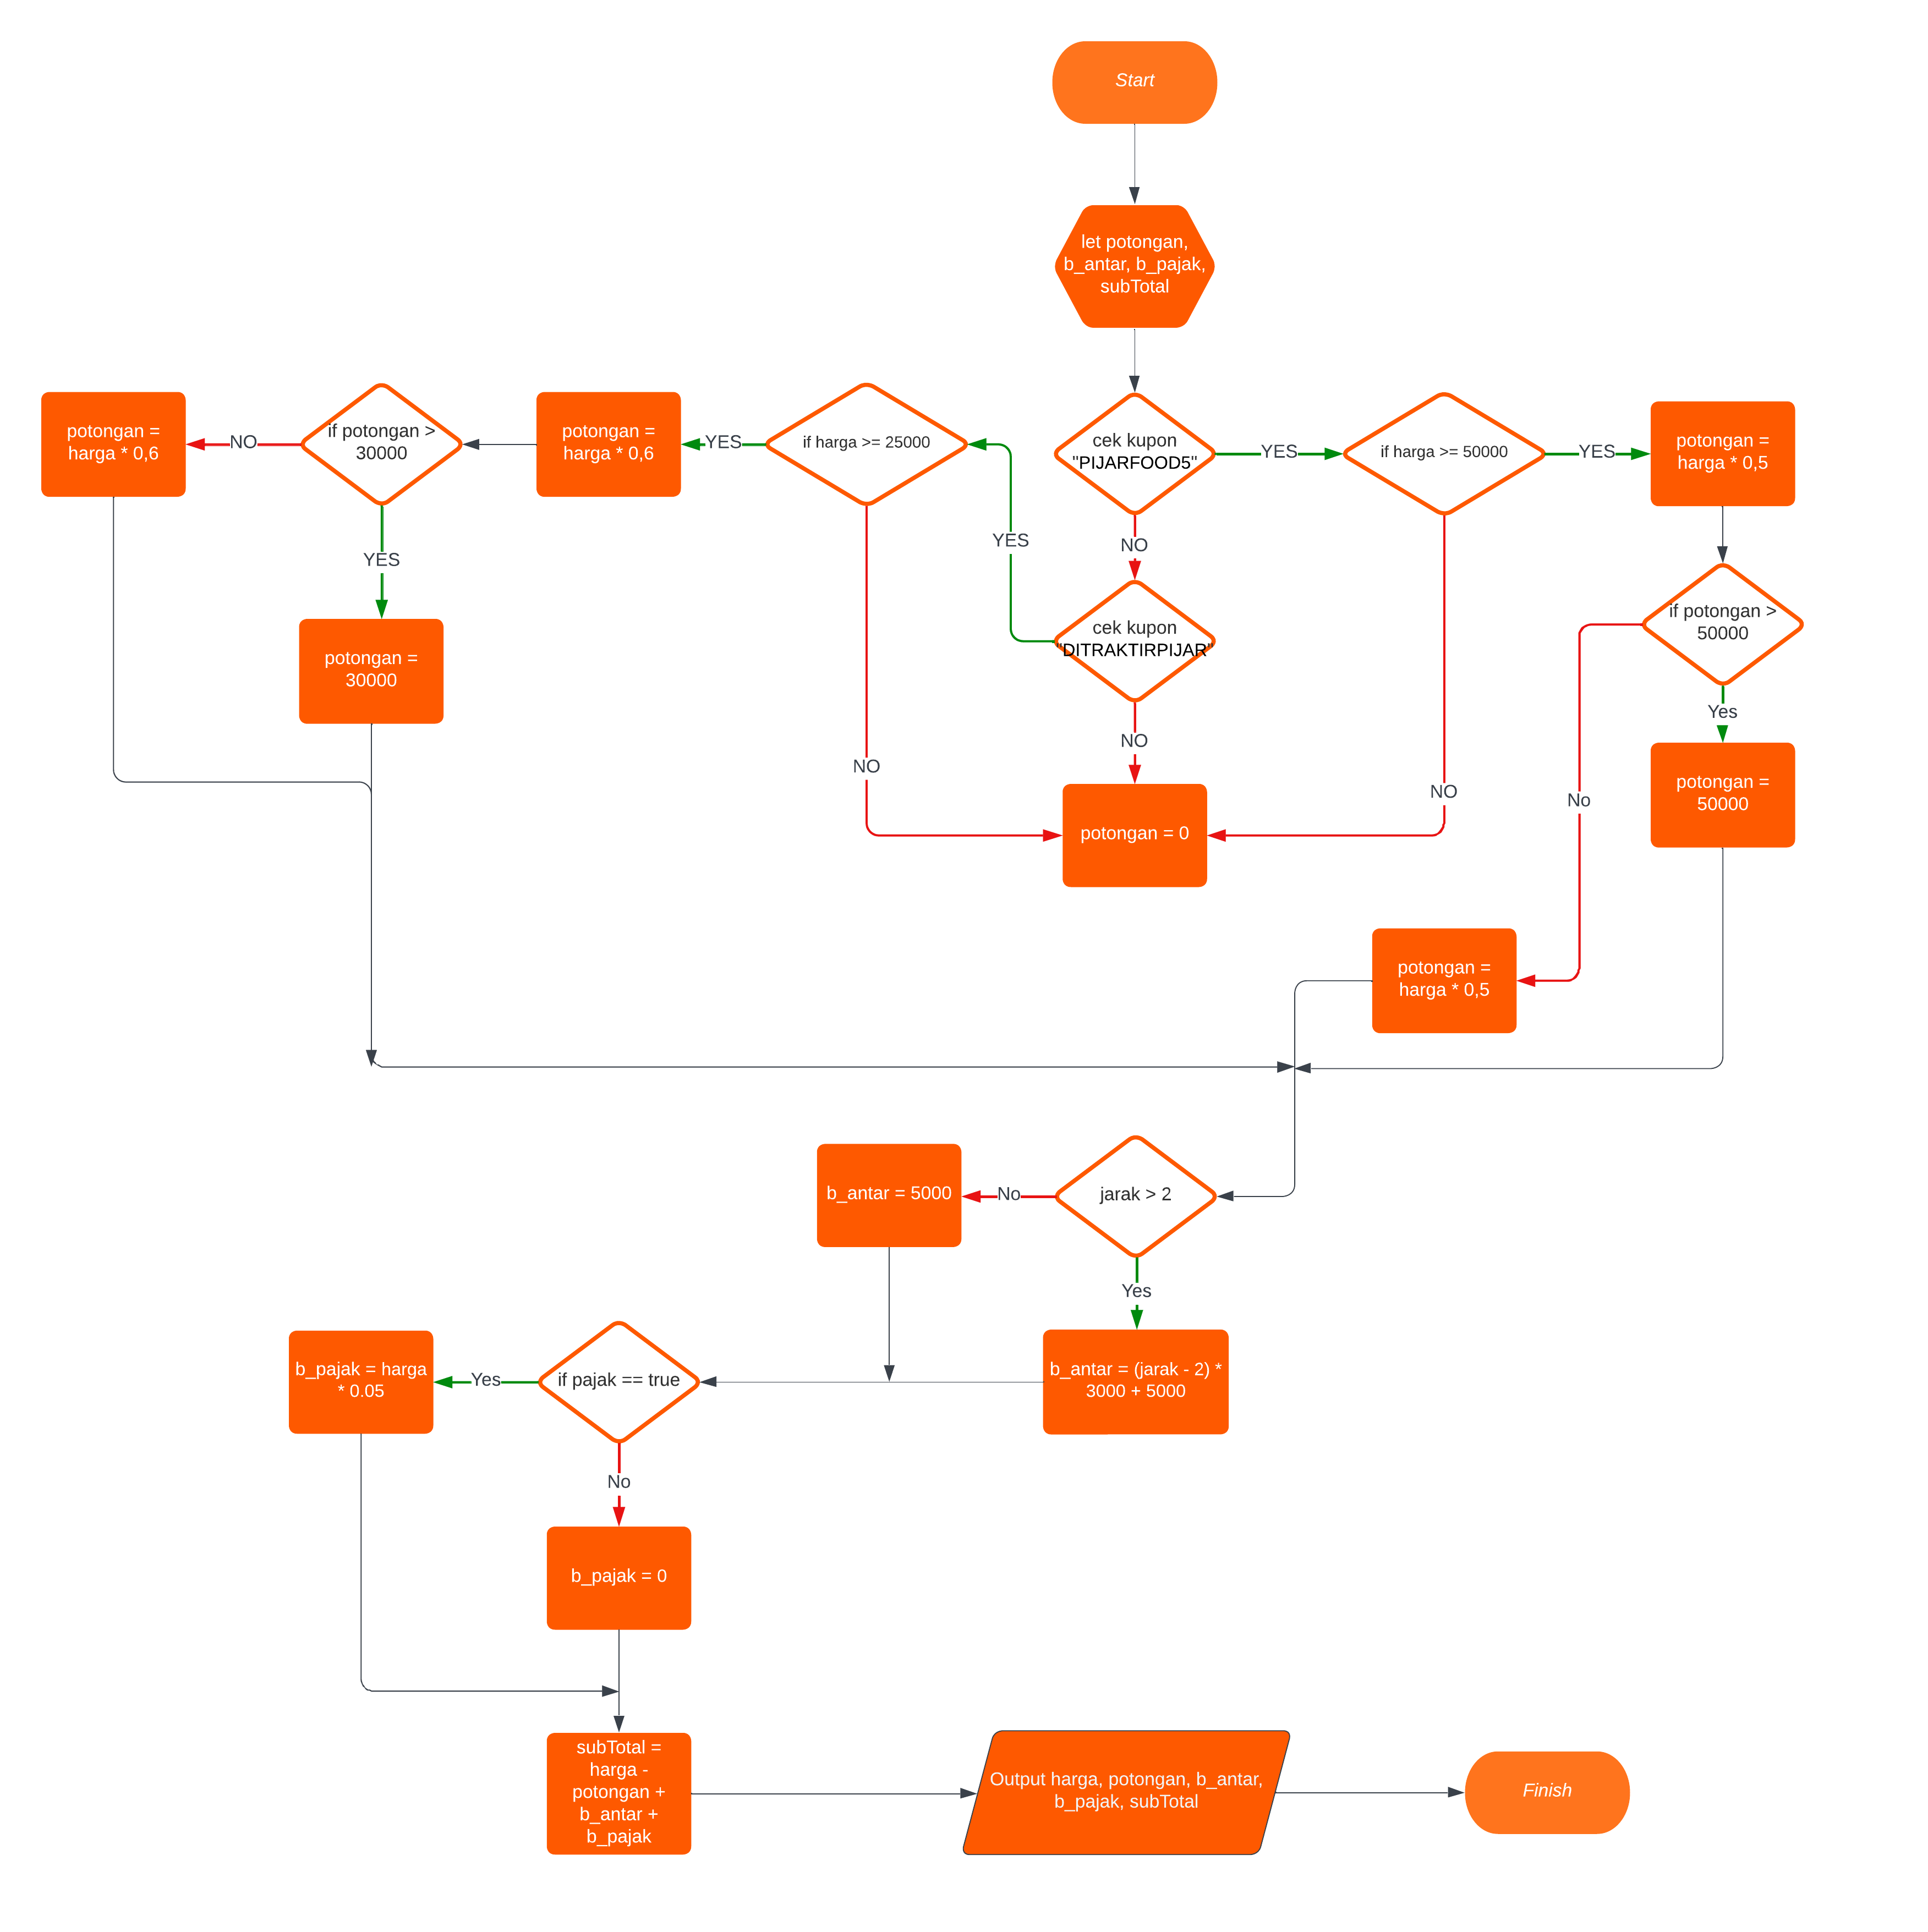 Start
let potongan,
b_antar, b_pajak,
subTotal
cek kupon
"PIJARFOOD5"
YES
if harga >= 50000
YES
potongan =
harga * 0,5
NO
cek kupon
"DITRAKTIRPIJAR"
YES
if harga >= 25000
YES
potongan =
harga * 0,6
if potongan >
30000
NO
potongan =
harga * 0,6
YES
potongan =
30000
NO
NO
potongan = 0
NO
if potongan >
50000
Yes
potongan =
50000
No
potongan =
harga * 0,5
jarak > 2
No
b_antar = 5000
Yes
b_antar = (jarak - 2) *
3000 + 5000
if pajak == true
Yes
b_pajak = harga
* 0.05
No
b_pajak = 0
subTotal =
harga -
potongan +
b_antar +
b_pajak
Output harga, potongan, b_antar,
b_pajak, subTotal
Finish